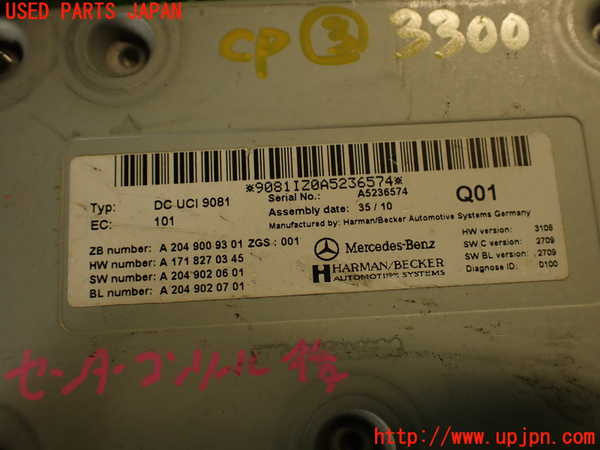 USED PARTS JAPAN
CP ③ 3300
*9081IZ0A5236574*
Typ: DC UCI 9081
Serial No.: A5236574
EC: 101
Assembly date: 35 / 10
Q01
Manufactured by: Harman/Becker Automotive Systems Germany
ZB number: A 204 900 93 01 ZGS : 001
HW number: A 171 827 03 45
SW number: A 204 902 06 01
BL number: A 204 902 07 01
Mercedes-Benz
HARMAN/BECKER
AUTOMOTIVE SYSTEMS
HW version: 3108
SW C version: 2709
SW BL version: 2709
Diagnose ID: 0100
セ・A・コンソール
http://www.upjpn.com